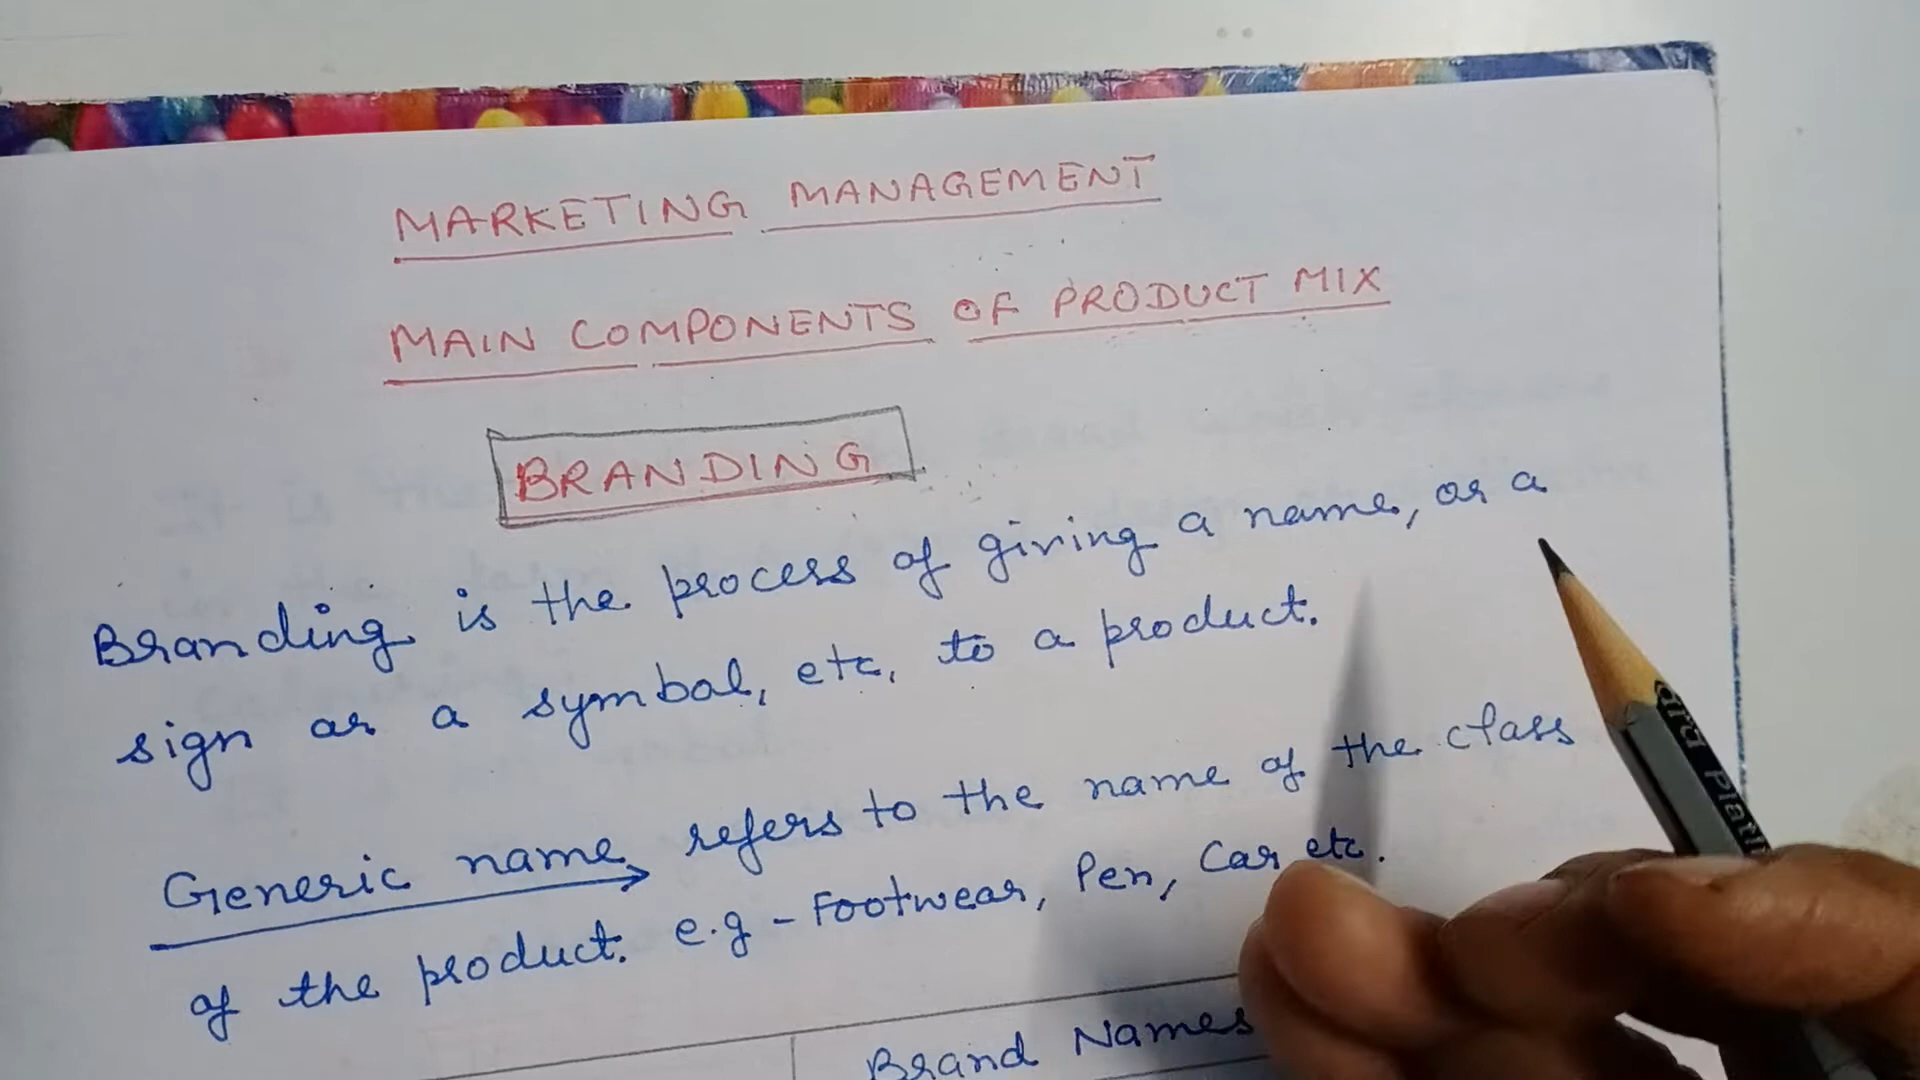 MARKETING MANAGEMENT
MAIN COMPONENTS OF PRODUCT MIX
BRANDING
Branding is the process of giving a name, or a
sign or a symbol, etc, to a product.
Generic name refers to the name of the class
of the product. e.g - Footwear, Pen, Car etc.
Brand Names